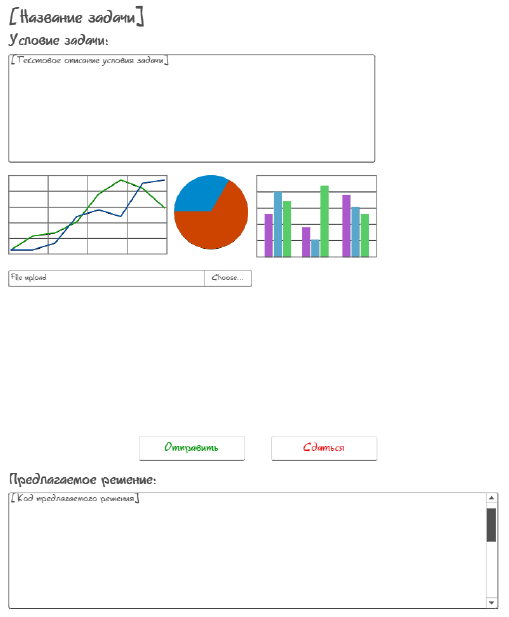 [Название задачи]
Условие задачи:
[Текстовое описание условия задачи]
File upload
Choose...
Отправить
Сдаться
Предлагаемое решение:
[Код предлагаемого решения]